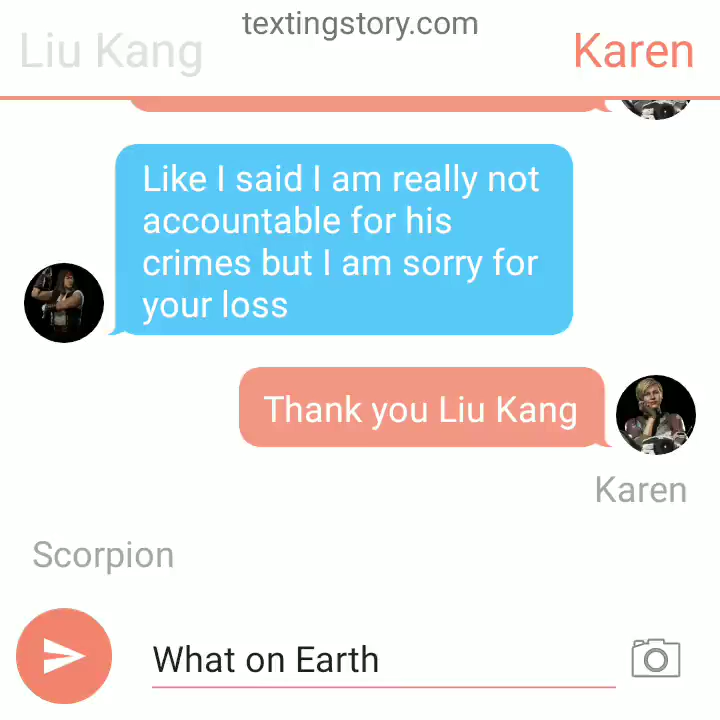 textingstory.com
Liu Kang
Karen
Like I said I am really not
accountable for his
crimes but I am sorry for
your loss
Thank you Liu Kang
Karen
Scorpion
What on Earth